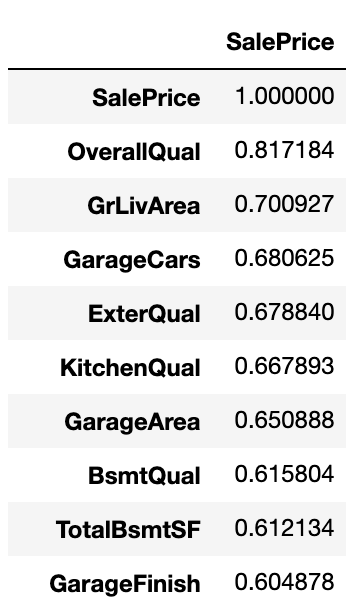 SalePrice
SalePrice 1.000000
OverallQual 0.817184
GrLivArea 0.700927
GarageCars 0.680625
ExterQual 0.678840
KitchenQual 0.667893
GarageArea 0.650888
BsmtQual 0.615804
TotalBsmtSF 0.612134
GarageFinish 0.604878